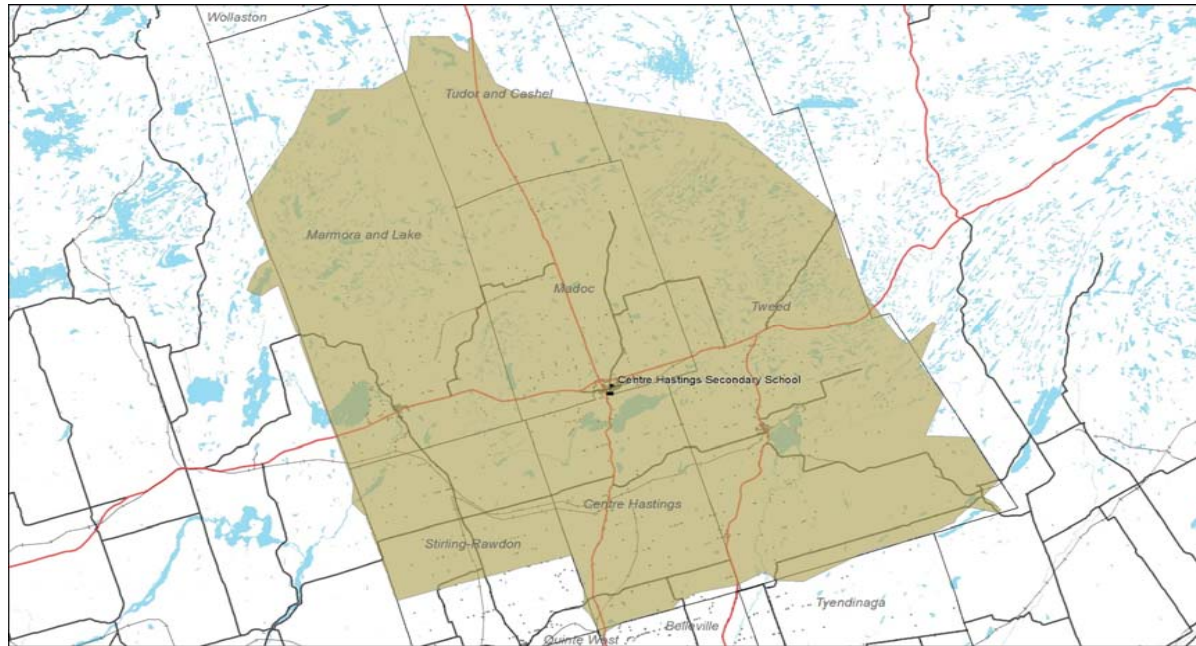 Wollaston
Tudor and Cashel
Marmora and Lake
Madoc
Tweed
Centre Hastings Secondary School
Centre Hastings
Stirling-Rawdon
Tyendinaga
Belleville
Quinte West